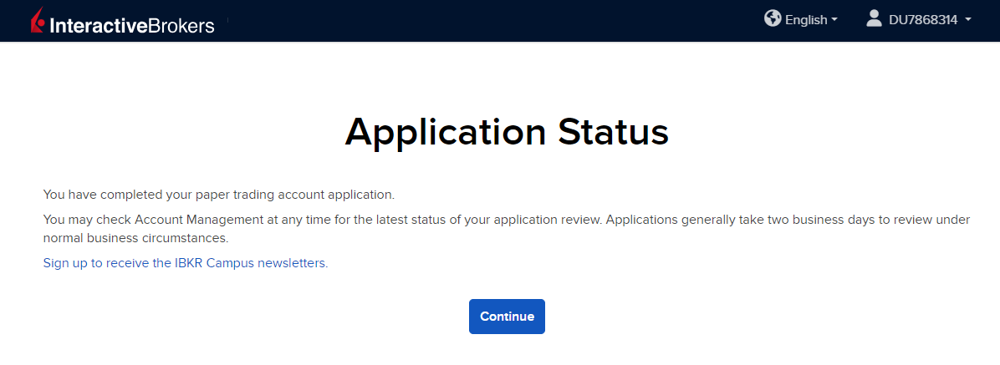 InteractiveBrokers
English
DU7868314
Application Status
You have completed your paper trading account application.
You may check Account Management at any time for the latest status of your application review. Applications generally take two business days to review under
normal business circumstances.
Sign up to receive the IBKR Campus newsletters.
Continue